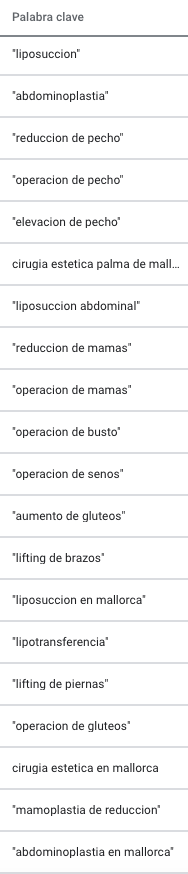 Palabra clave
"liposuccion"
"abdominoplastia"
"reduccion de pecho"
"operacion de pecho"
"elevacion de pecho"
cirugia estetica palma de mall...
"liposuccion abdominal"
"reduccion de mamas"
"operacion de mamas"
"operacion de busto"
"operacion de senos"
"aumento de gluteos"
"lifting de brazos"
"liposuccion en mallorca"
"lipotransferencia"
"lifting de piernas"
"operacion de gluteos"
cirugia estetica en mallorca
"mamoplastia de reduccion"
"abdominoplastia en mallorca"